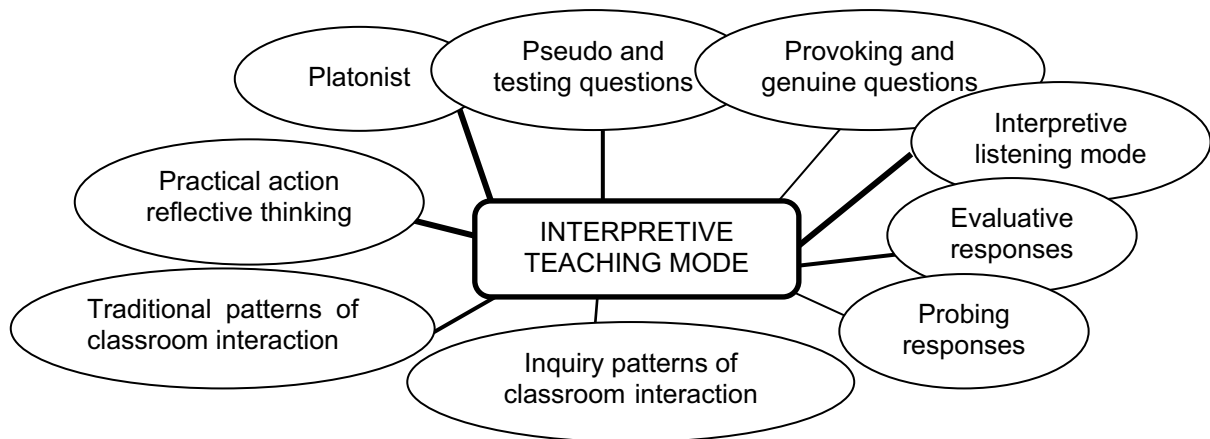 Platonist
Pseudo and
testing questions
Provoking and
genuine questions
Interpretive
listening mode
Practical action
reflective thinking
INTERPRETIVE
TEACHING MODE
Evaluative
responses
Traditional patterns of
classroom interaction
Probing
responses
Inquiry patterns of
classroom interaction